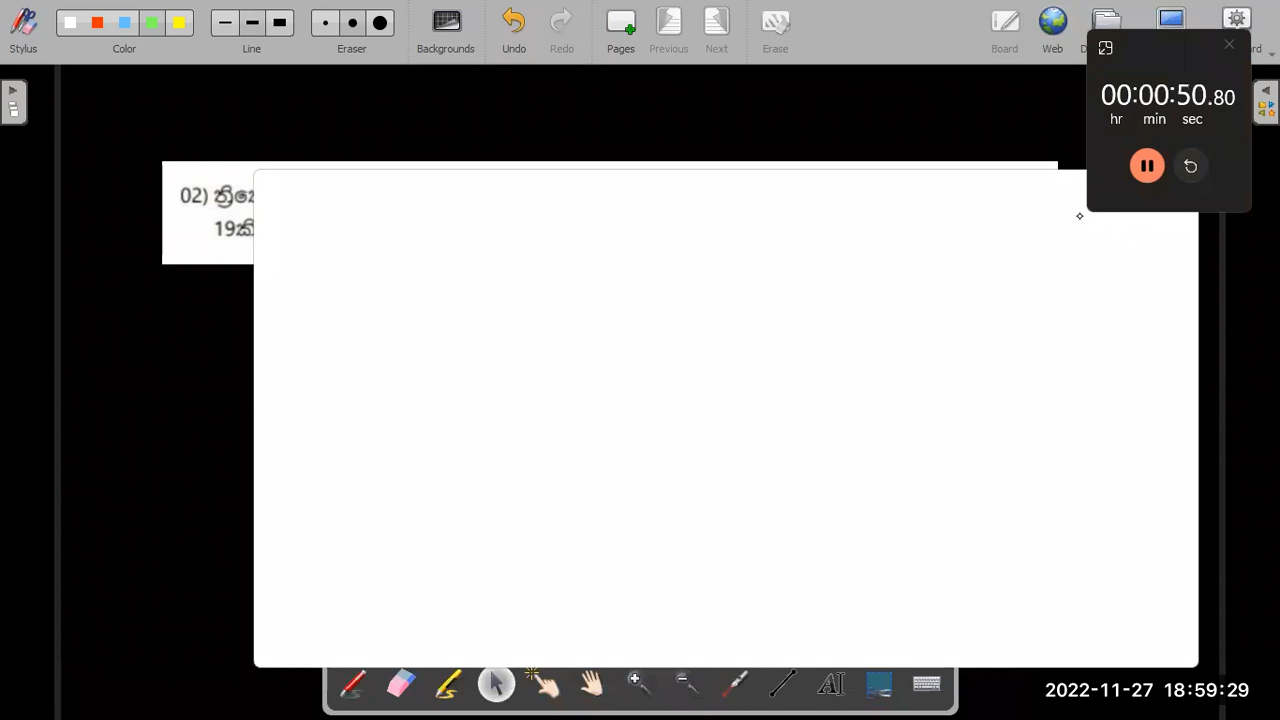 Stylus
Color
Line
Eraser
Backgrounds
Undo
Redo
Pages
Previous
Next
Erase
Board
Web
00:00:50.80
hr min sec
02)
19කි
2022-11-27 18:59:29